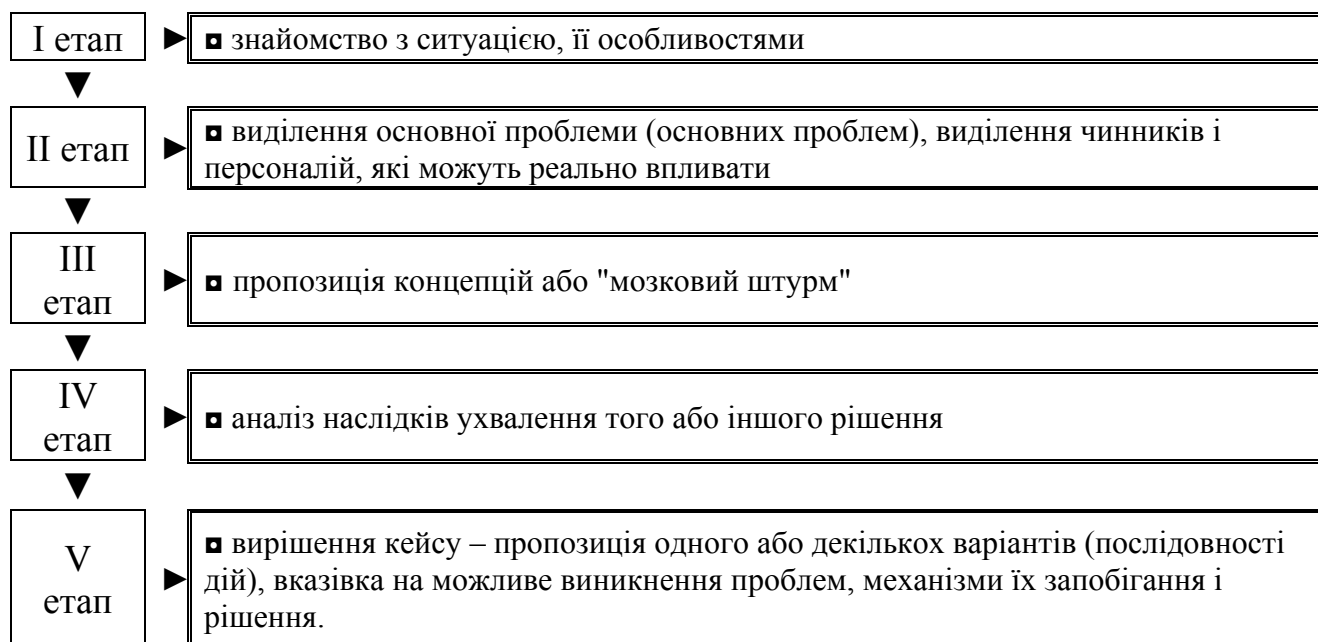 I етап
► ◘ знайомство з ситуацією, її особливостями
▼
II етап
► ◘ виділення основної проблеми (основних проблем), виділення чинників і
персоналій, які можуть реально впливати
▼
III
етап
► ◘ пропозиція концепцій або "мозковий штурм"
▼
IV
етап
► ◘ аналіз наслідків ухвалення того або іншого рішення
▼
V
етап
► ◘ вирішення кейсу – пропозиція одного або декількох варіантів (послідовності
дій), вказівка на можливе виникнення проблем, механізми їх запобігання і
рішення.